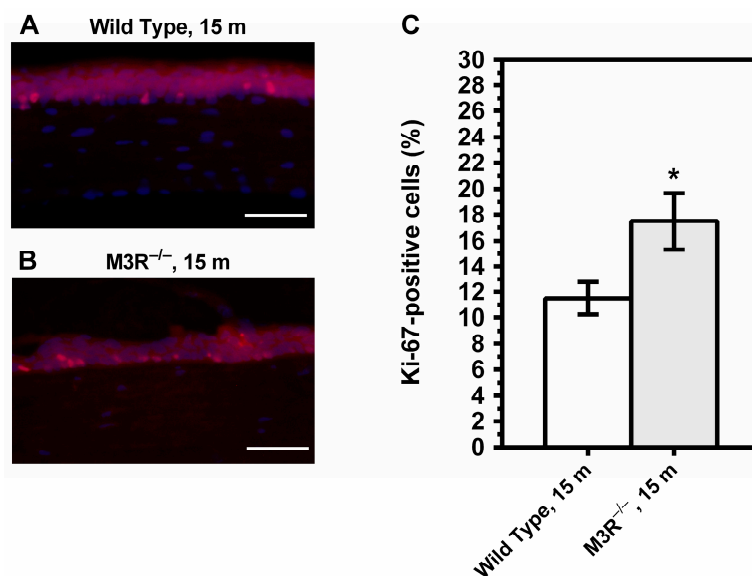 A
Wild Type, 15 m
B
M3R⁻/⁻, 15 m
C
Ki-67-positive cells (%)
30
28
26
24
22
20
18
16
14
12
10
8
6
4
2
0
*
Wild Type, 15 m
M3R⁻/⁻, 15 m